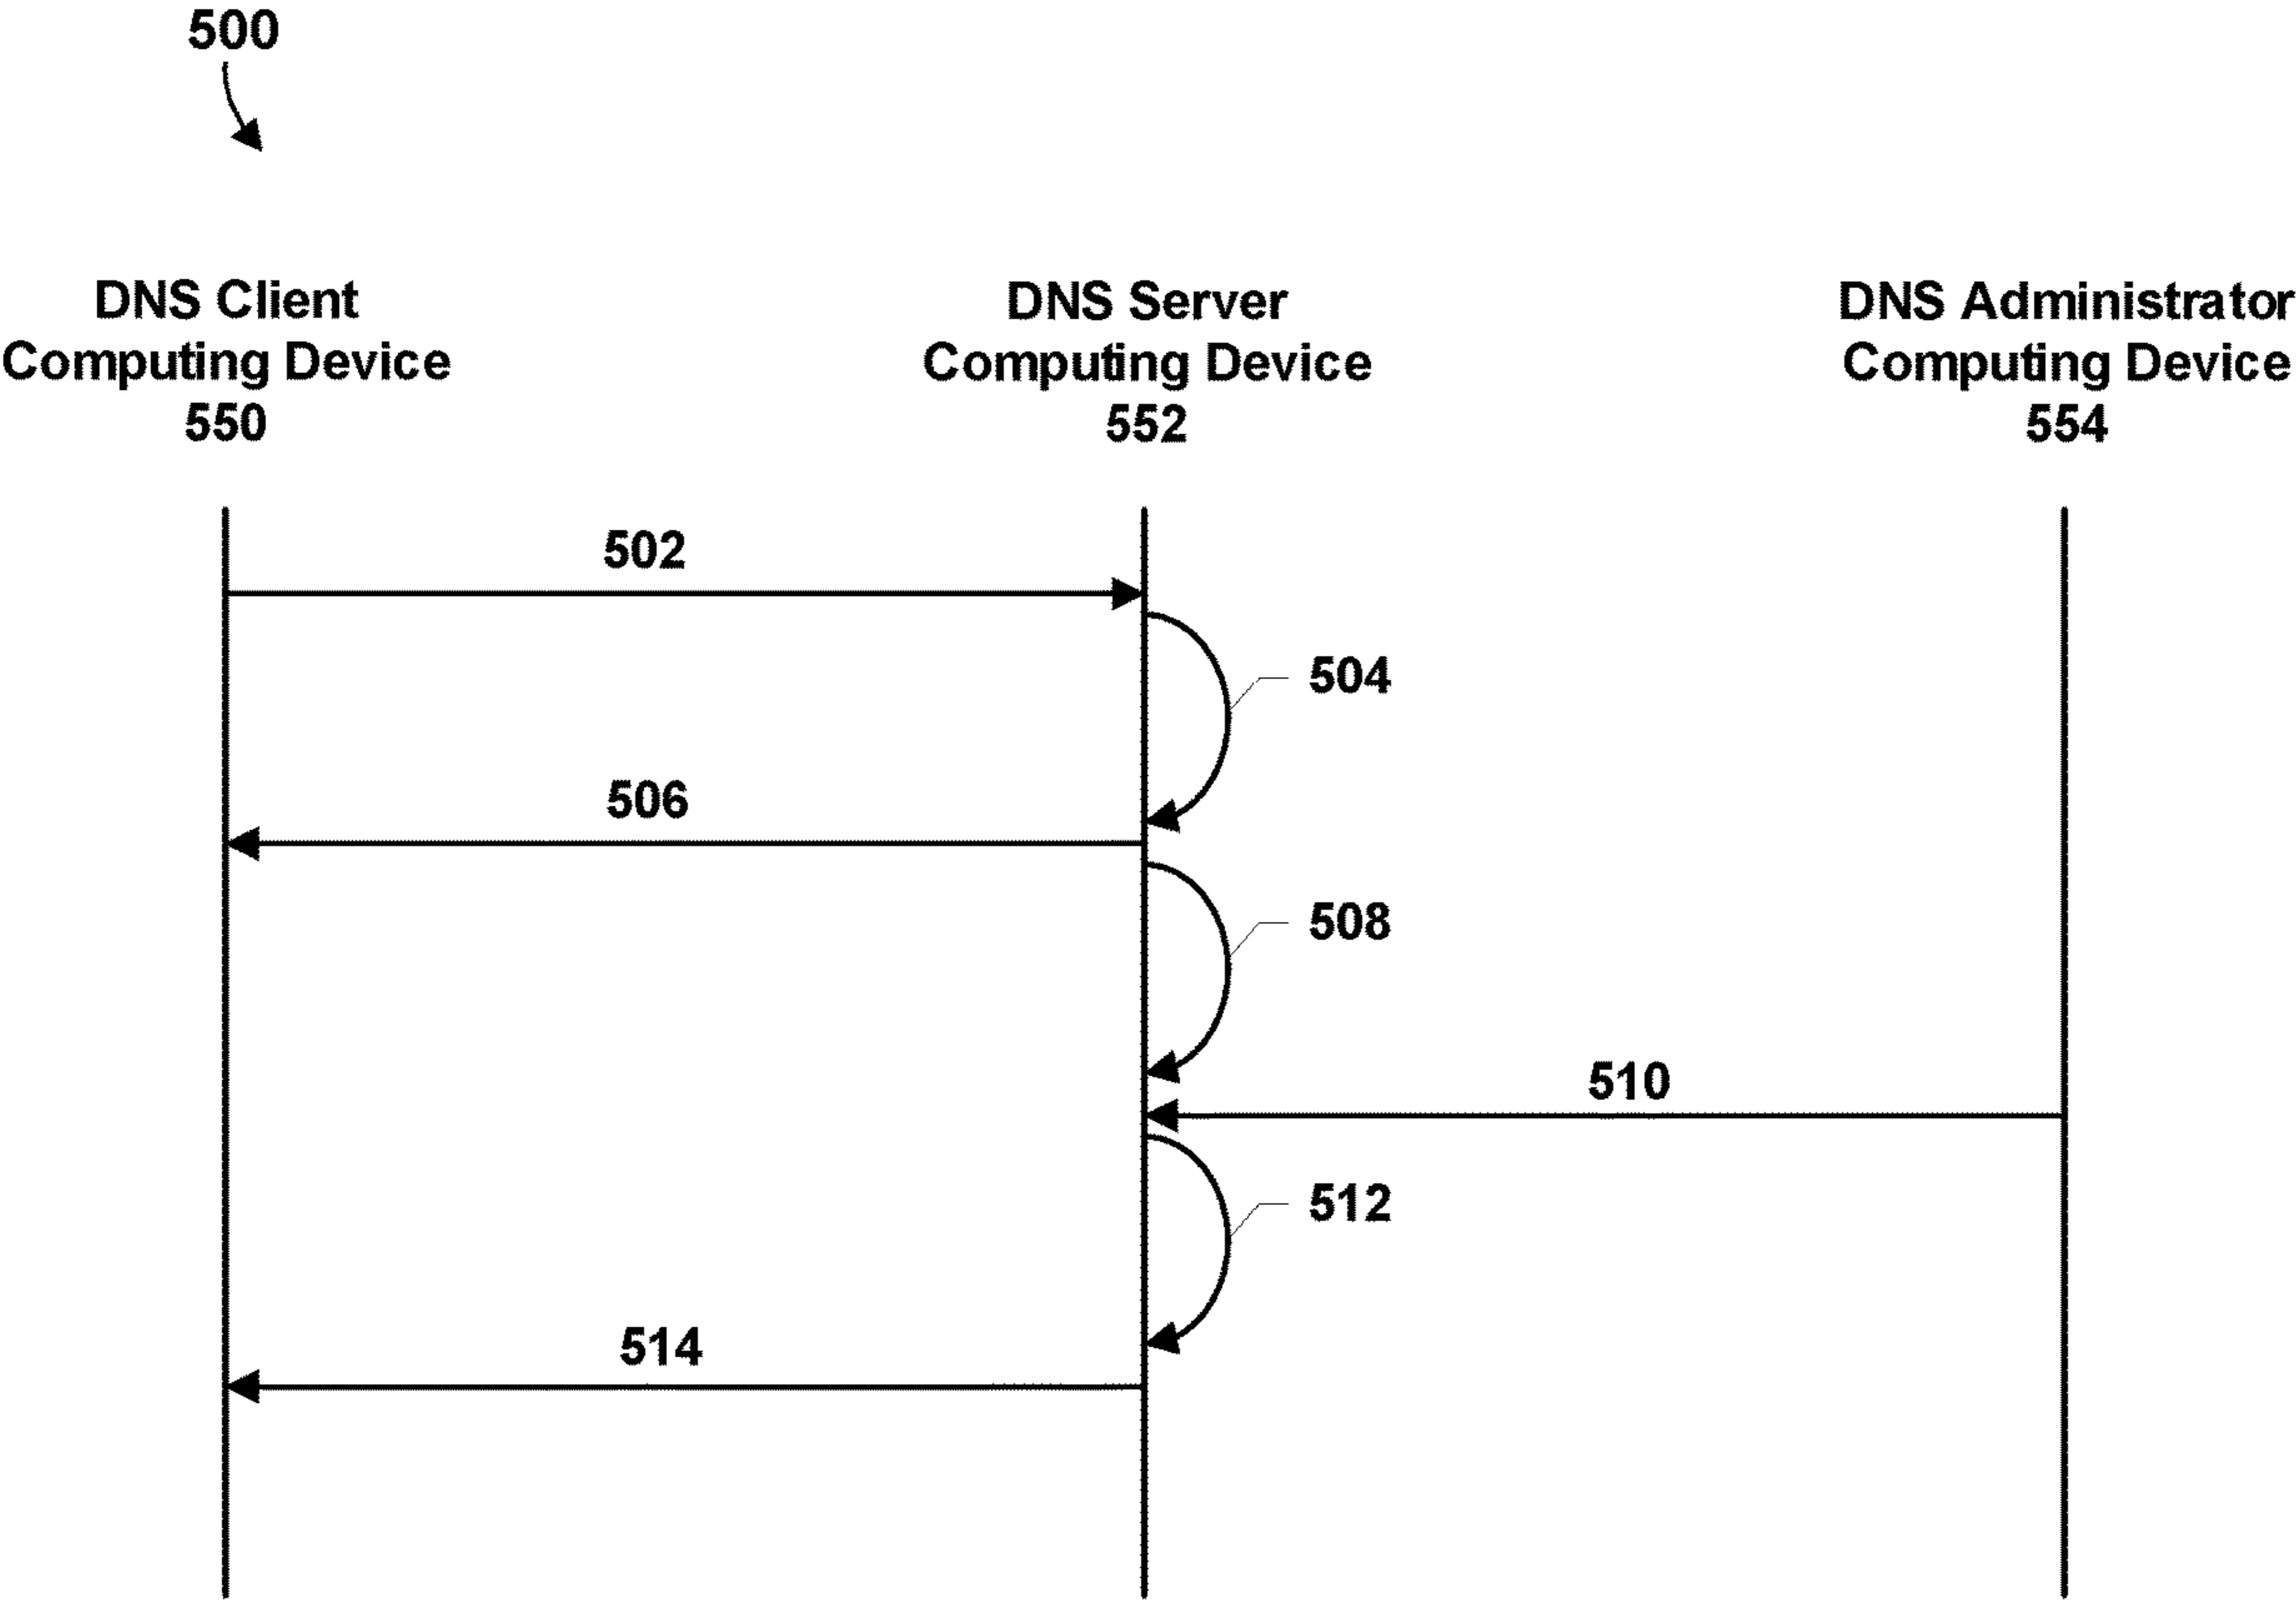 500
DNS Client
Computing Device
550
DNS Server
Computing Device
552
DNS Administrator
Computing Device
554
502
504
506
508
510
512
514